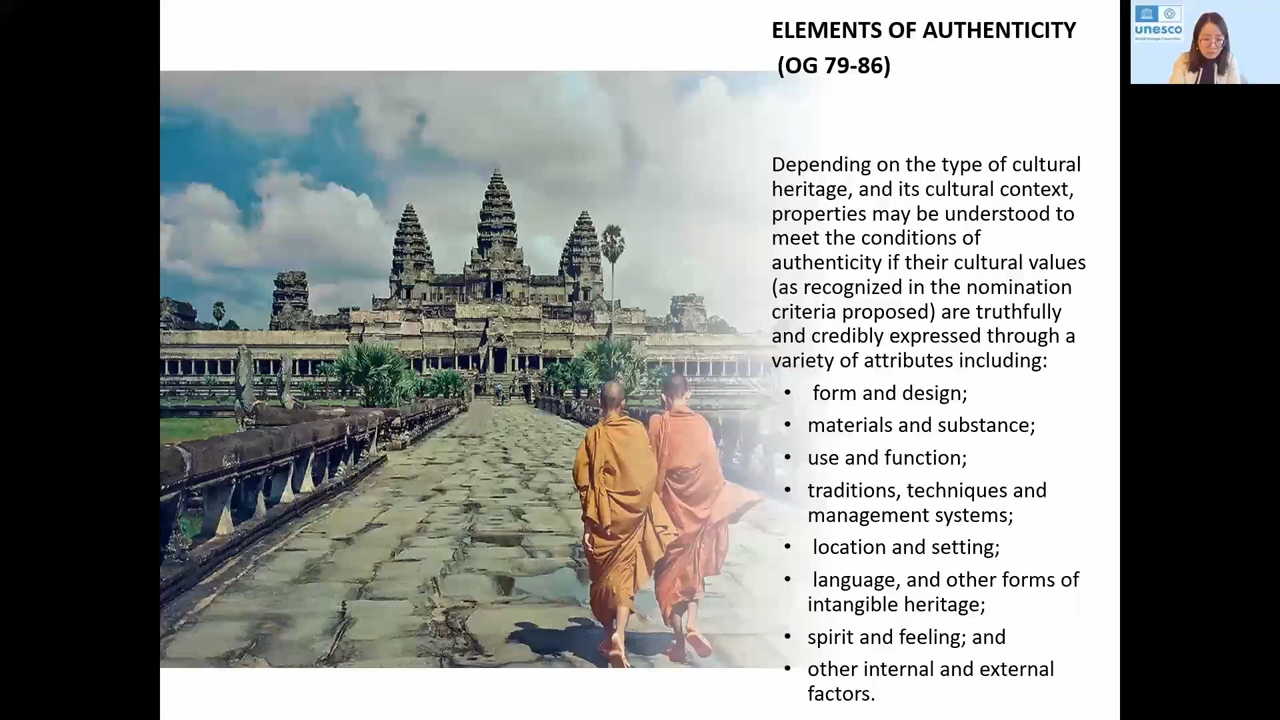 ELEMENTS OF AUTHENTICITY
(OG 79-86)
unesco
Depending on the type of cultural
heritage, and its cultural context,
properties may be understood to
meet the conditions of
authenticity if their cultural values
(as recognized in the nomination
criteria proposed) are truthfully
and credibly expressed through a
variety of attributes including:
• form and design;
• materials and substance;
• use and function;
• traditions, techniques and
management systems;
• location and setting;
• language, and other forms of
intangible heritage;
• spirit and feeling; and
• other internal and external
factors.